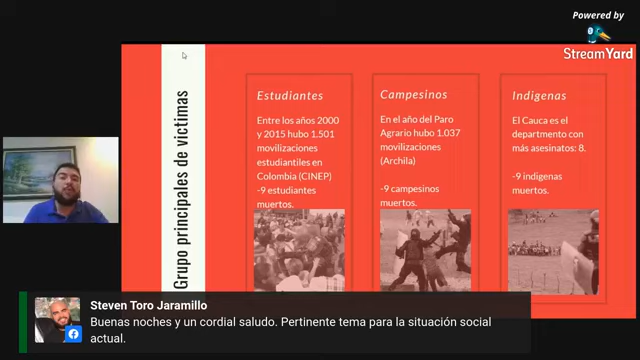 Powered by
StreamYard
Grupo principales de victimas
Estudiantes
Entre los años 2000
y 2015 hubo 1.501
movilizaciones
estudiantiles en
Colombia (CINEP)
-9 estudiantes
muertos.
Campesinos
En el año del Paro
Agrario hubo 1.037
movilizaciones
(Archila)
-9 campesinos
muertos.
Indigenas
El Cauca es el
departmento con
más asesinatos: 8.
-9 indigenas
muertos.
Steven Toro Jaramillo
Buenas noches y un cordial saludo. Pertinente tema para la situación social
actual.